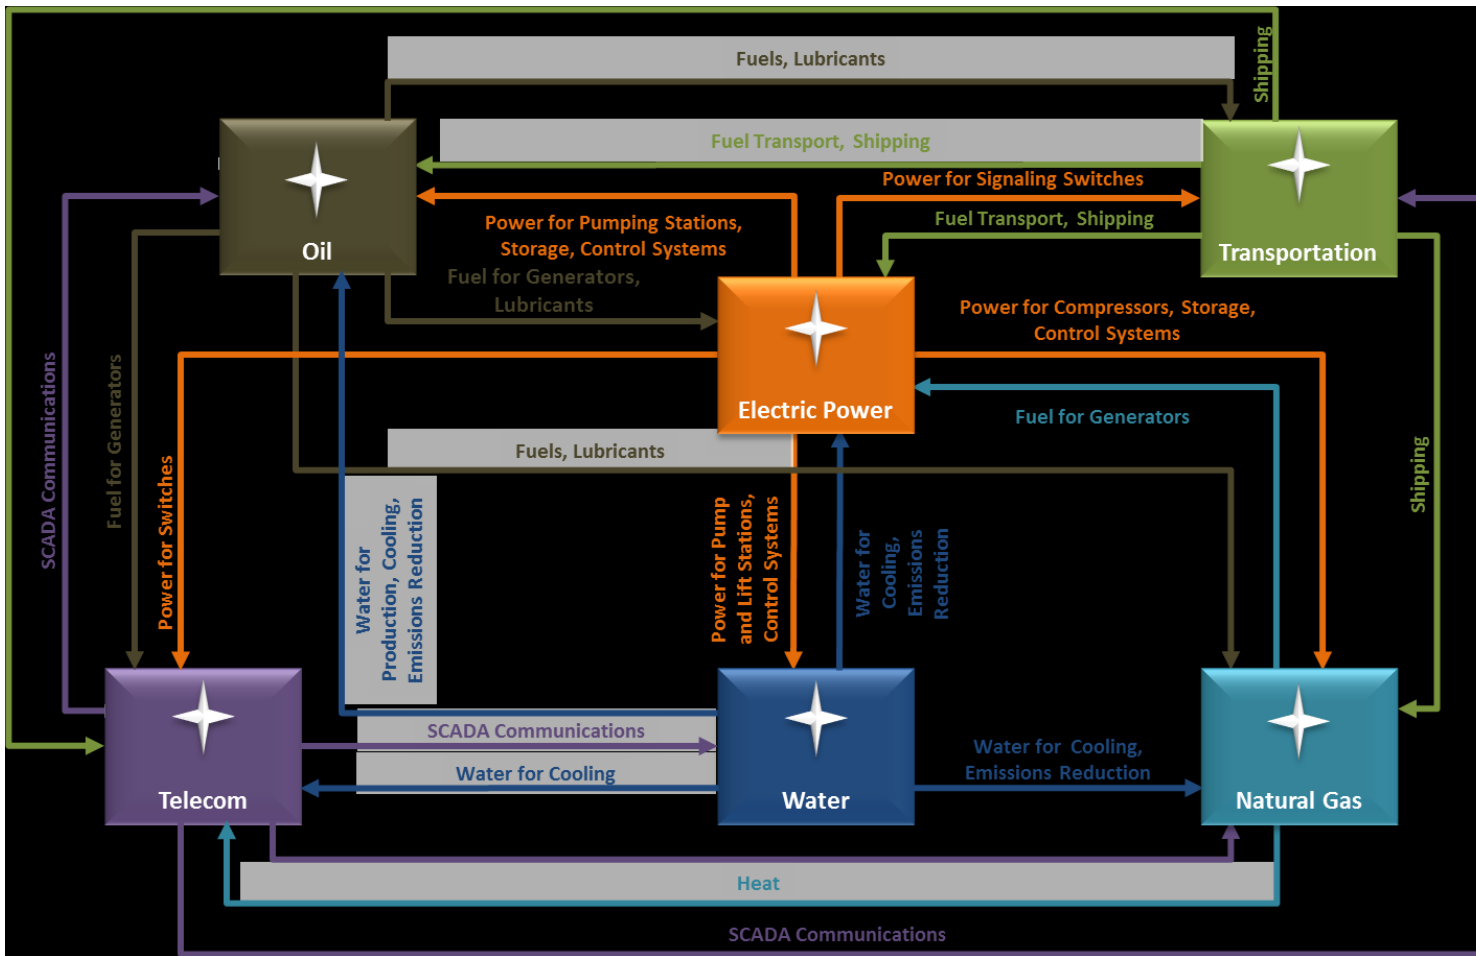 Fuels, Lubricants
Shipping
Fuel Transport, Shipping
Power for Signaling Switches
Power for Pumping Stations,
Storage, Control Systems
Fuel Transport, Shipping
Oil
Transportation
Fuel for Generators,
Lubricants
Power for Compressors, Storage,
Control Systems
Electric Power
Fuel for Generators
SCADA Communications
Fuel for Generators
Power for Switches
Fuels, Lubricants
Water for
Production, Cooling,
Emissions Reduction
Power for Pump
and Lift Stations,
Control Systems
Water for
Cooling,
Emissions
Reduction
Shipping
SCADA Communications
Water for Cooling
Water for Cooling,
Emissions Reduction
Telecom
Water
Natural Gas
Heat
SCADA Communications